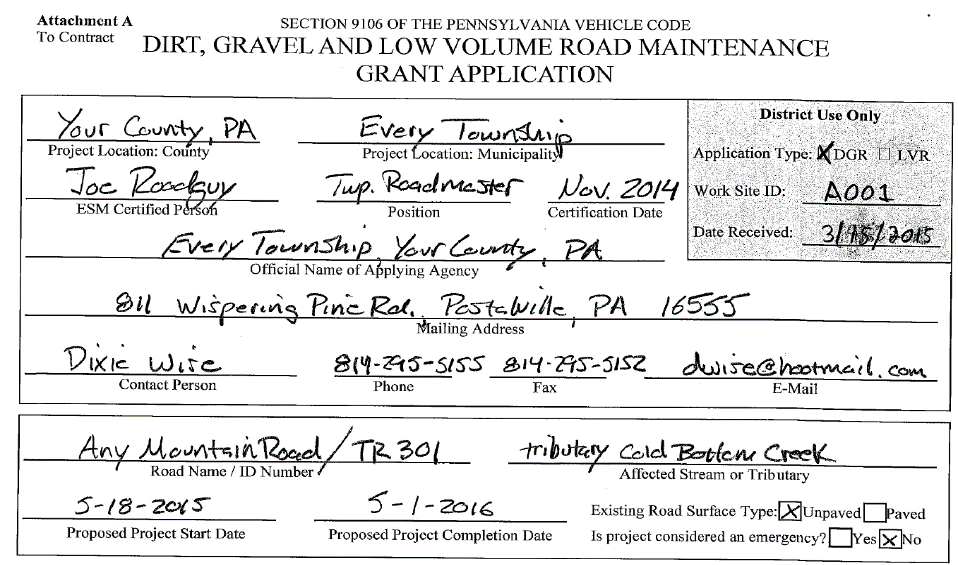 Attachment A
To Contract
SECTION 9106 OF THE PENNSYLVANIA VEHICLE CODE
DIRT, GRAVEL AND LOW VOLUME ROAD MAINTENANCE
GRANT APPLICATION
Your County, PA Every Township
Project Location: County Project Location: Municipality
Joe Roadguy Twp. Roadmaster Nov. 2014
ESM Certified Person Position Certification Date
Every Township, Your County, PA
Official Name of Applying Agency
811 Wispering Pine Rd., Postalville, PA 16555
Mailing Address
Dixie Wise 814-295-5155 814-295-5152 dwise@hootmail.com
Contact Person Phone Fax E-Mail
District Use Only
Application Type: X DGR ☐ LVR
Work Site ID: A001
Date Received: 3/ /2015
Any Mountain Road / TR 301 tributary Cold Bottom Creek
Road Name / ID Number Affected Stream or Tributary
5-18-2015 5-1-2016
Proposed Project Start Date Proposed Project Completion Date
Existing Road Surface Type: ☒ Unpaved ☐ Paved
Is project considered an emergency? ☐ Yes ☒ No